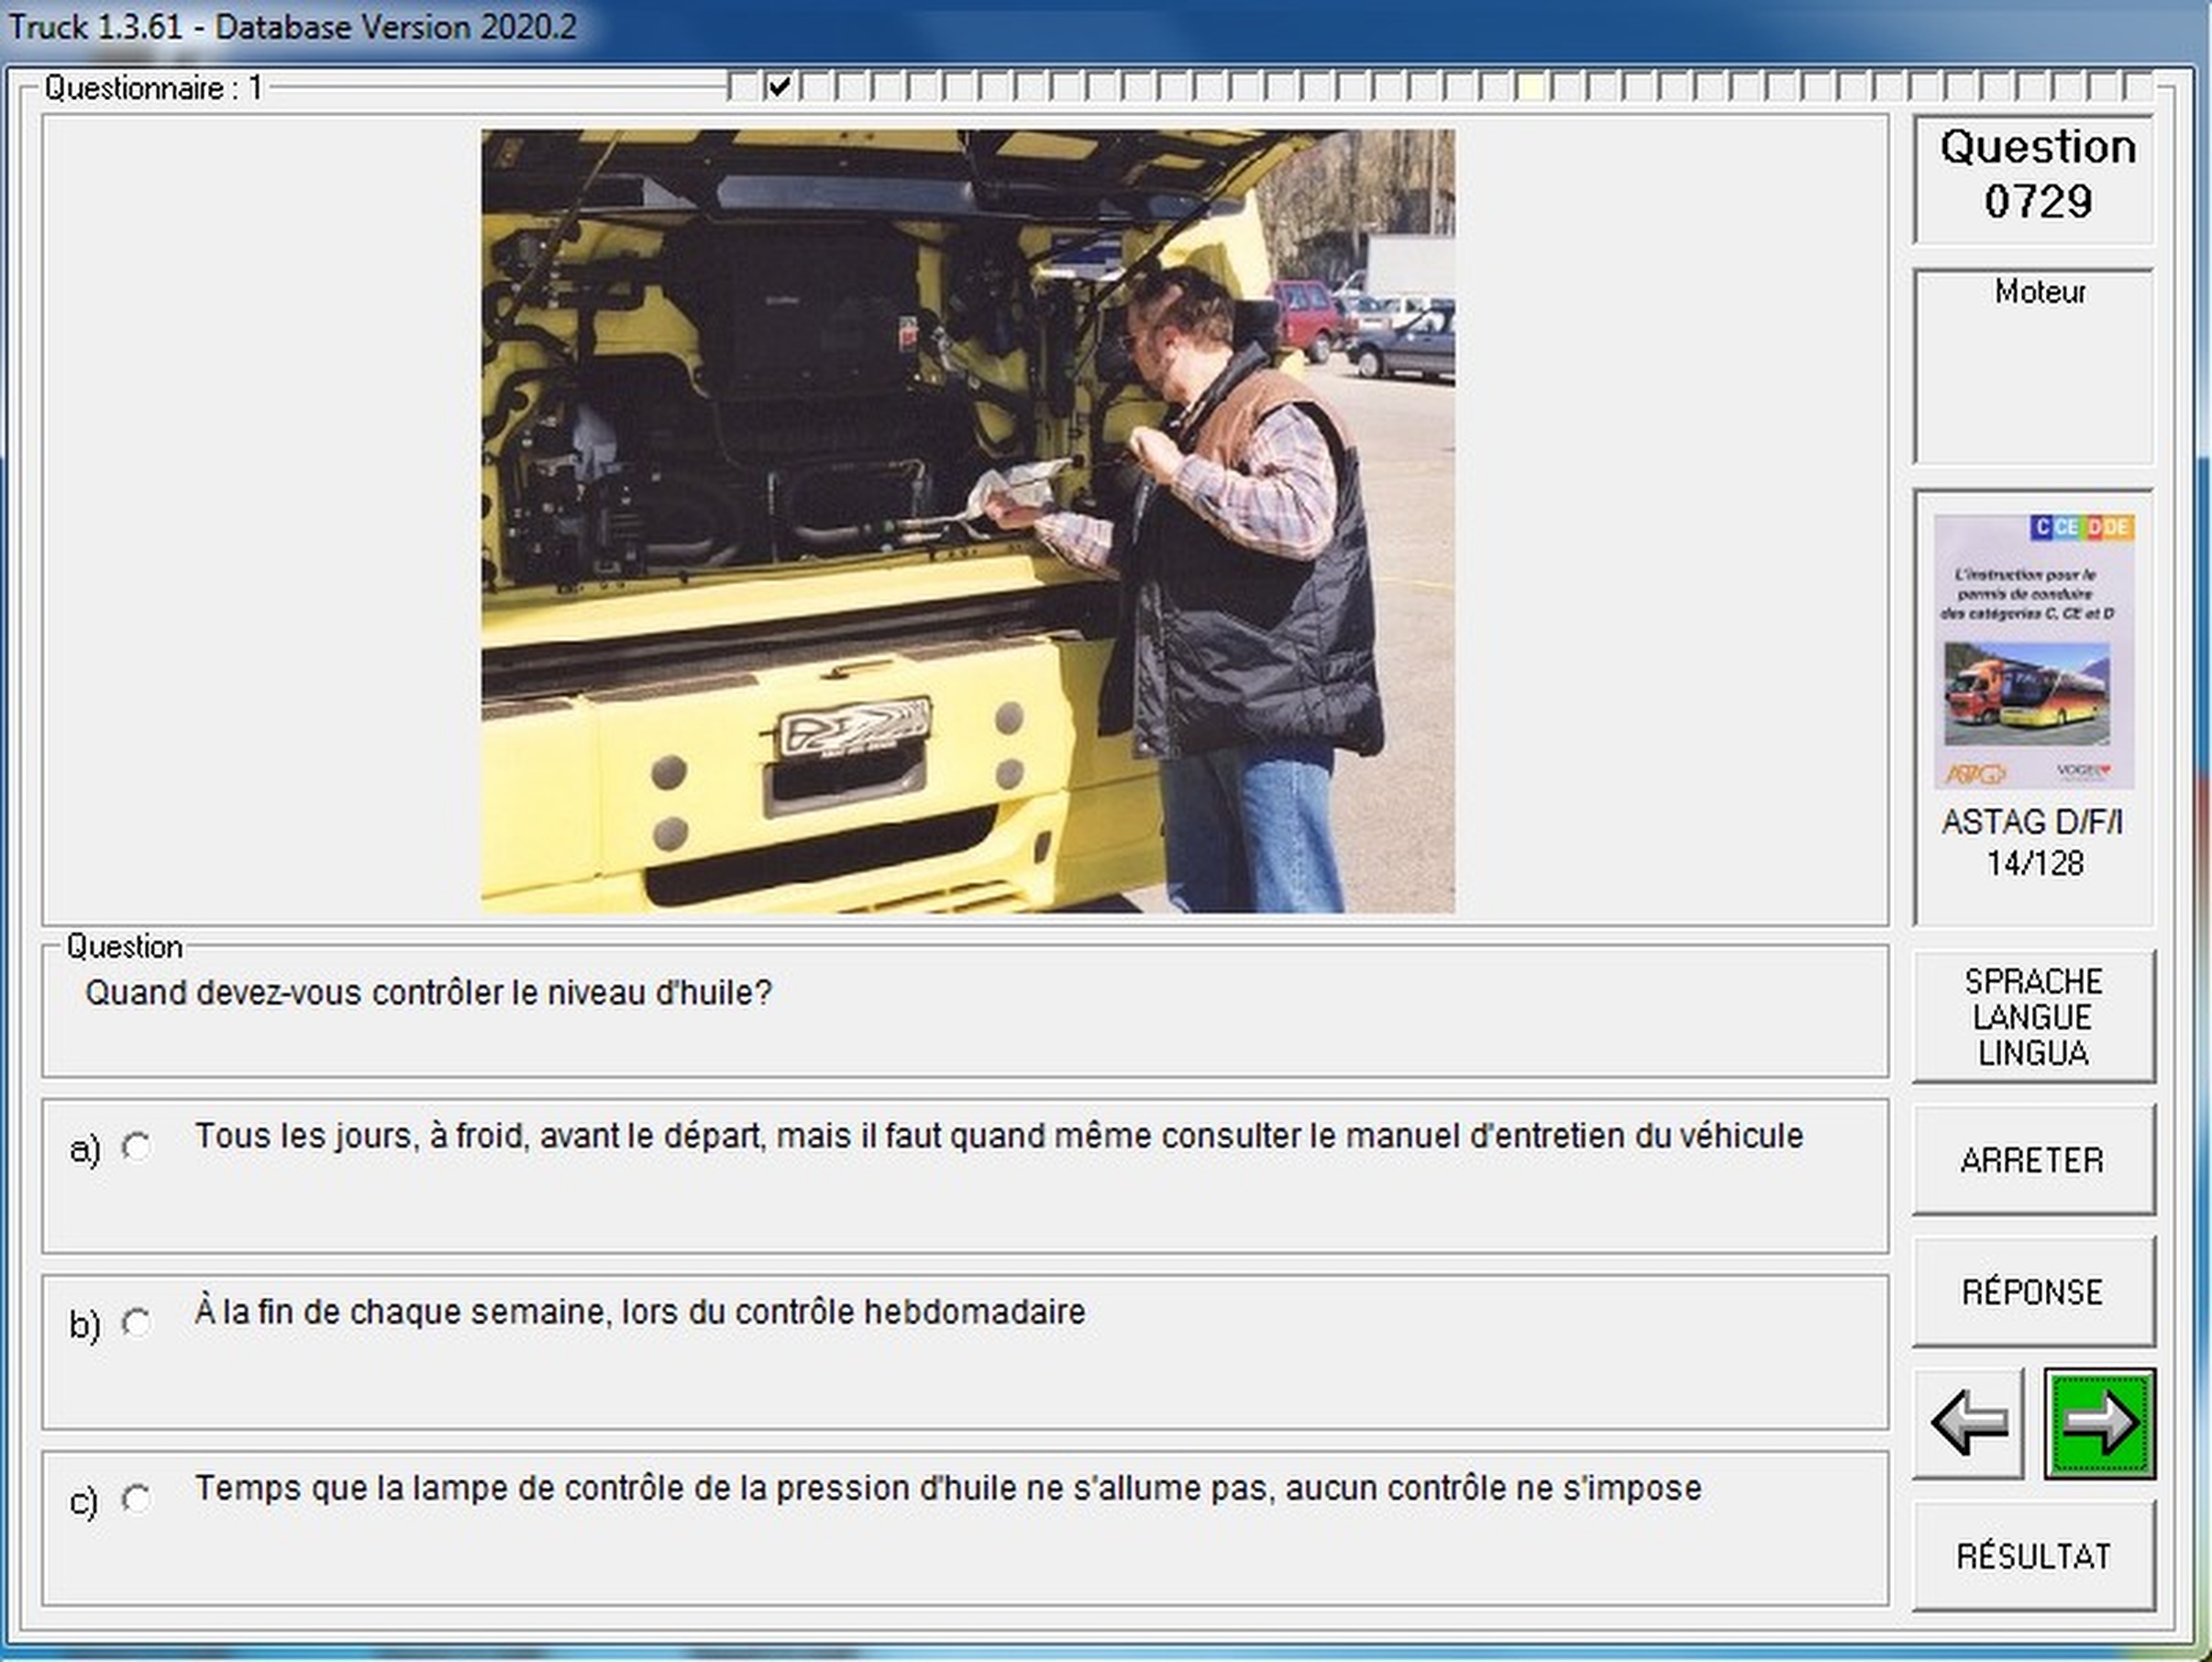 Truck 1.3.61 - Database Version 2020.2
Questionnaire : 1
Question
0729
Moteur
C CE D DE
L'instruction pour le
permis de conduire
des catégories C, CE et D
ASTAG
VOGEL
ASTAG D/F/I
14/128
Question
Quand devez-vous contrôler le niveau d'huile?
a) Tous les jours, à froid, avant le départ, mais il faut quand même consulter le manuel d'entretien du véhicule
b) À la fin de chaque semaine, lors du contrôle hebdomadaire
c) Temps que la lampe de contrôle de la pression d'huile ne s'allume pas, aucun contrôle ne s'impose
SPRACHE
LANGUE
LINGUA
ARRETER
RÉPONSE
RÉSULTAT